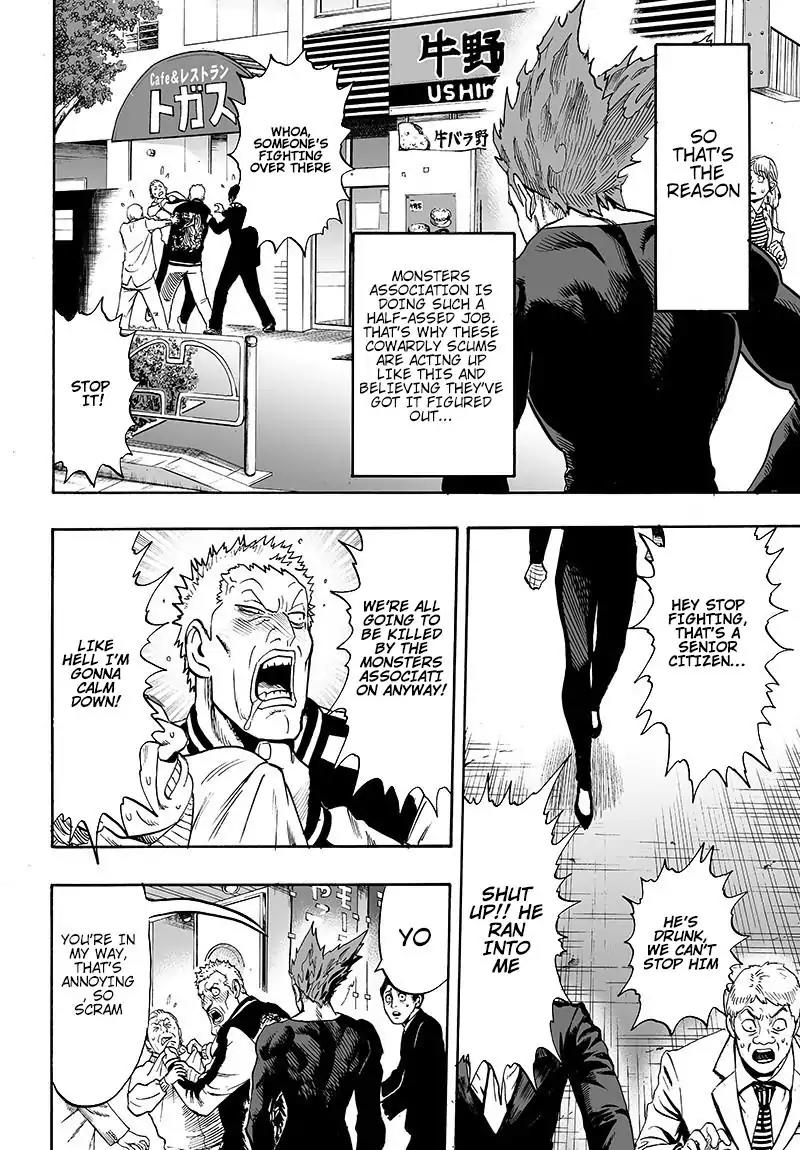 SO
THAT'S
THE
REASON
牛野
USHIN
牛バラ野
Cafe&レストラン
トガス
WHOA,
SOMEONE'S
FIGHTING
OVER THERE
MONSTERS
ASSOCIATION IS
DOING SUCH A
HALF-ASSED JOB.
THAT'S WHY THESE
COWARDLY SCUMS
ARE ACTING UP
LIKE THIS AND
BELIEVING THEY'VE
GOT IT FIGURED
OUT...
STOP
IT!
HEY STOP
FIGHTING,
THAT'S A
SENIOR
CITIZEN...
HE'S
DRUNK,
WE CAN'T
STOP HIM
SHUT
UP!! HE
RAN
INTO
ME
WE'RE ALL
GOING
TO BE
KILLED
BY THE
MONSTERS
ASSOCIATI
ON ANYWAY!
LIKE
HELL I'M
GONNA
CALM
DOWN!
YO
YOU'RE IN
MY WAY,
THAT'S
ANNOYING
, SO
SCRAM